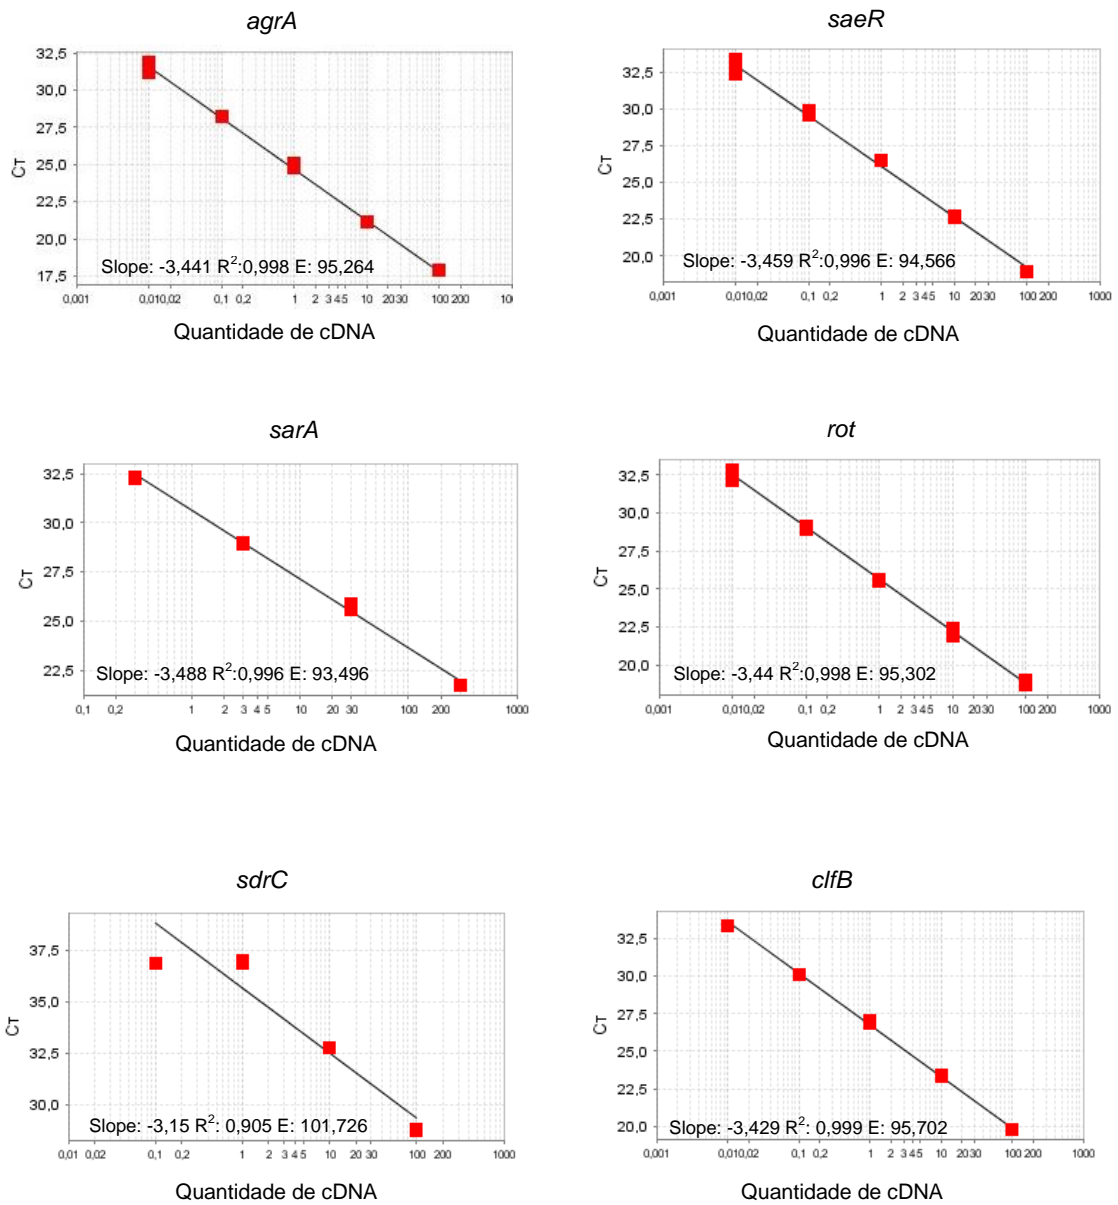 agrA
32,5
30,0
27,5
25,0
22,5
20,0
17,5
CT
Slope: -3,441 R2:0,998 E: 95,264
0,001 0,010,02 0,1 0,2 1 2 345 10 2030 100 200 10
Quantidade de cDNA
saeR
32,5
30,0
27,5
25,0
22,5
20,0
CT
Slope: -3,459 R2:0,996 E: 94,566
0,001 0,010,02 0,1 0,2 1 2 345 10 2030 100 200 1000
Quantidade de cDNA
sarA
32,5
30,0
27,5
25,0
22,5
CT
Slope: -3,488 R2:0,996 E: 93,496
0,1 0,2 1 2 3 4 5 10 20 30 100 200 1000
Quantidade de cDNA
rot
32,5
30,0
27,5
25,0
22,5
20,0
CT
Slope: -3,44 R2:0,998 E: 95,302
0,001 0,010,02 0,1 0,2 1 2 345 10 2030 100 200 1000
Quantidade de cDNA
sdrC
37,5
35,0
32,5
30,0
CT
Slope: -3,15 R2: 0,905 E: 101,726
0,01 0,02 0,1 0,2 1 2 3 4 5 10 20 30 100 200 1000
Quantidade de cDNA
clfB
32,5
30,0
27,5
25,0
22,5
20,0
CT
Slope: -3,429 R2: 0,999 E: 95,702
0,001 0,010,02 0,1 0,2 1 2 345 10 2030 100 200 1000
Quantidade de cDNA